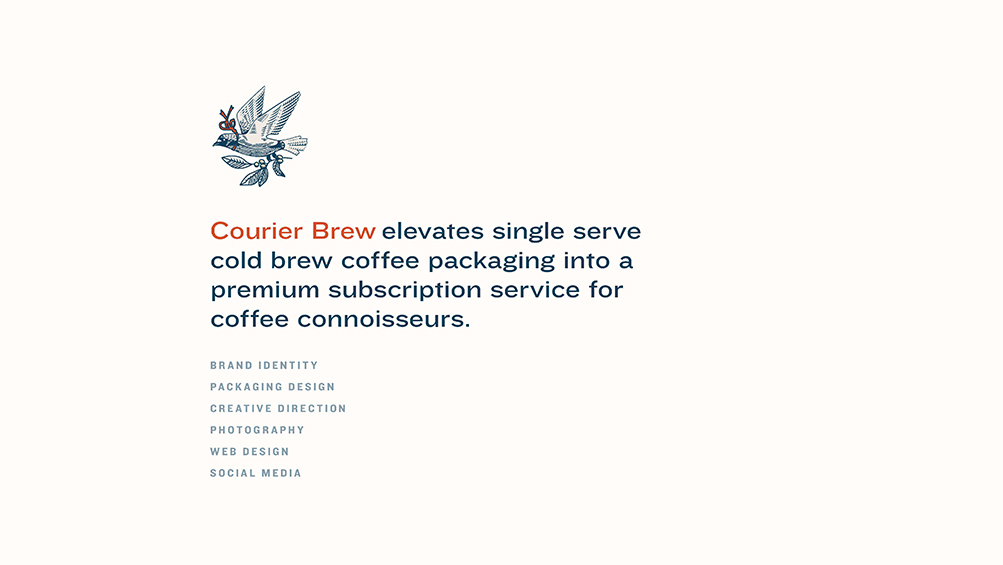 Courier Brew elevates single serve
cold brew coffee packaging into a
premium subscription service for
coffee connoisseurs.
BRAND IDENTITY
PACKAGING DESIGN
CREATIVE DIRECTION
PHOTOGRAPHY
WEB DESIGN
SOCIAL MEDIA